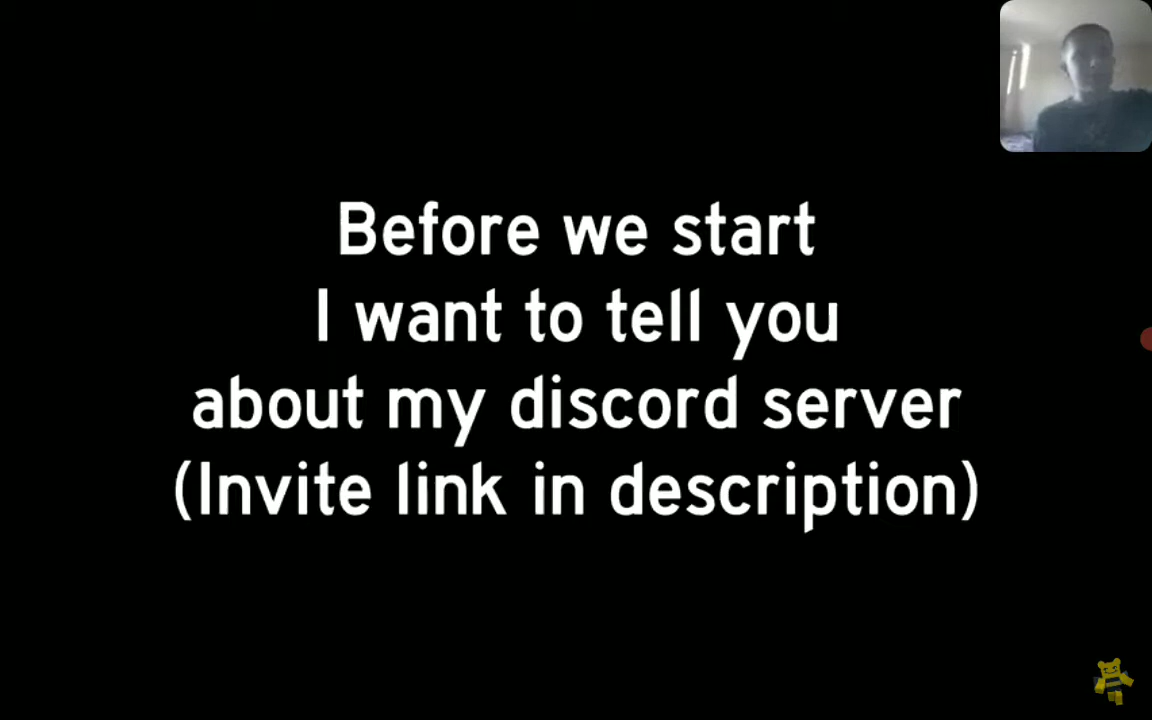 Before we start
I want to tell you
about my discord server
(Invite link in description)